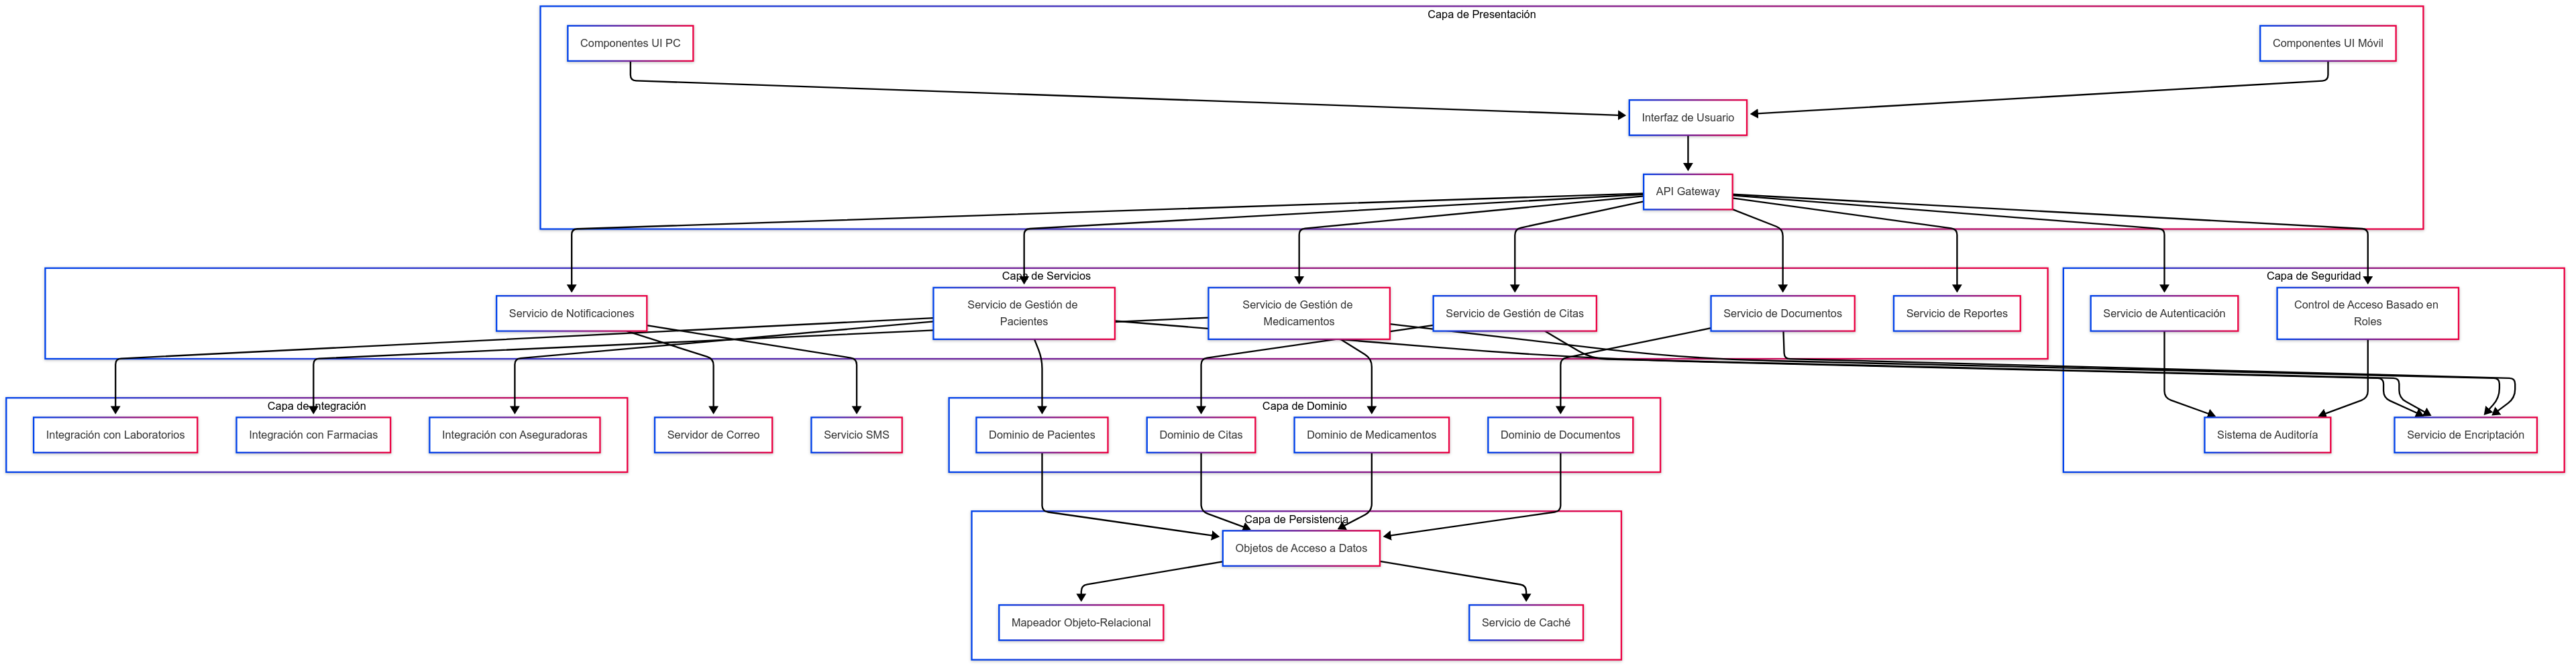 Capa de Presentación
Componentes UI PC
Componentes UI Móvil
Interfaz de Usuario
API Gateway
Capa de Servicios
Capa de Seguridad
Servicio de Notificaciones
Servicio de Gestión de
Pacientes
Servicio de Gestión de
Medicamentos
Servicio de Gestión de Citas
Servicio de Documentos
Servicio de Reportes
Servicio de Autenticación
Control de Acceso Basado en
Roles
Capa de Integración
Capa de Dominio
Integración con Laboratorios
Integración con Farmacias
Integración con Aseguradoras
Servidor de Correo
Servicio SMS
Dominio de Pacientes
Dominio de Citas
Dominio de Medicamentos
Dominio de Documentos
Sistema de Auditoría
Servicio de Encriptación
Capa de Persistencia
Objetos de Acceso a Datos
Mapeador Objeto-Relacional
Servicio de Caché